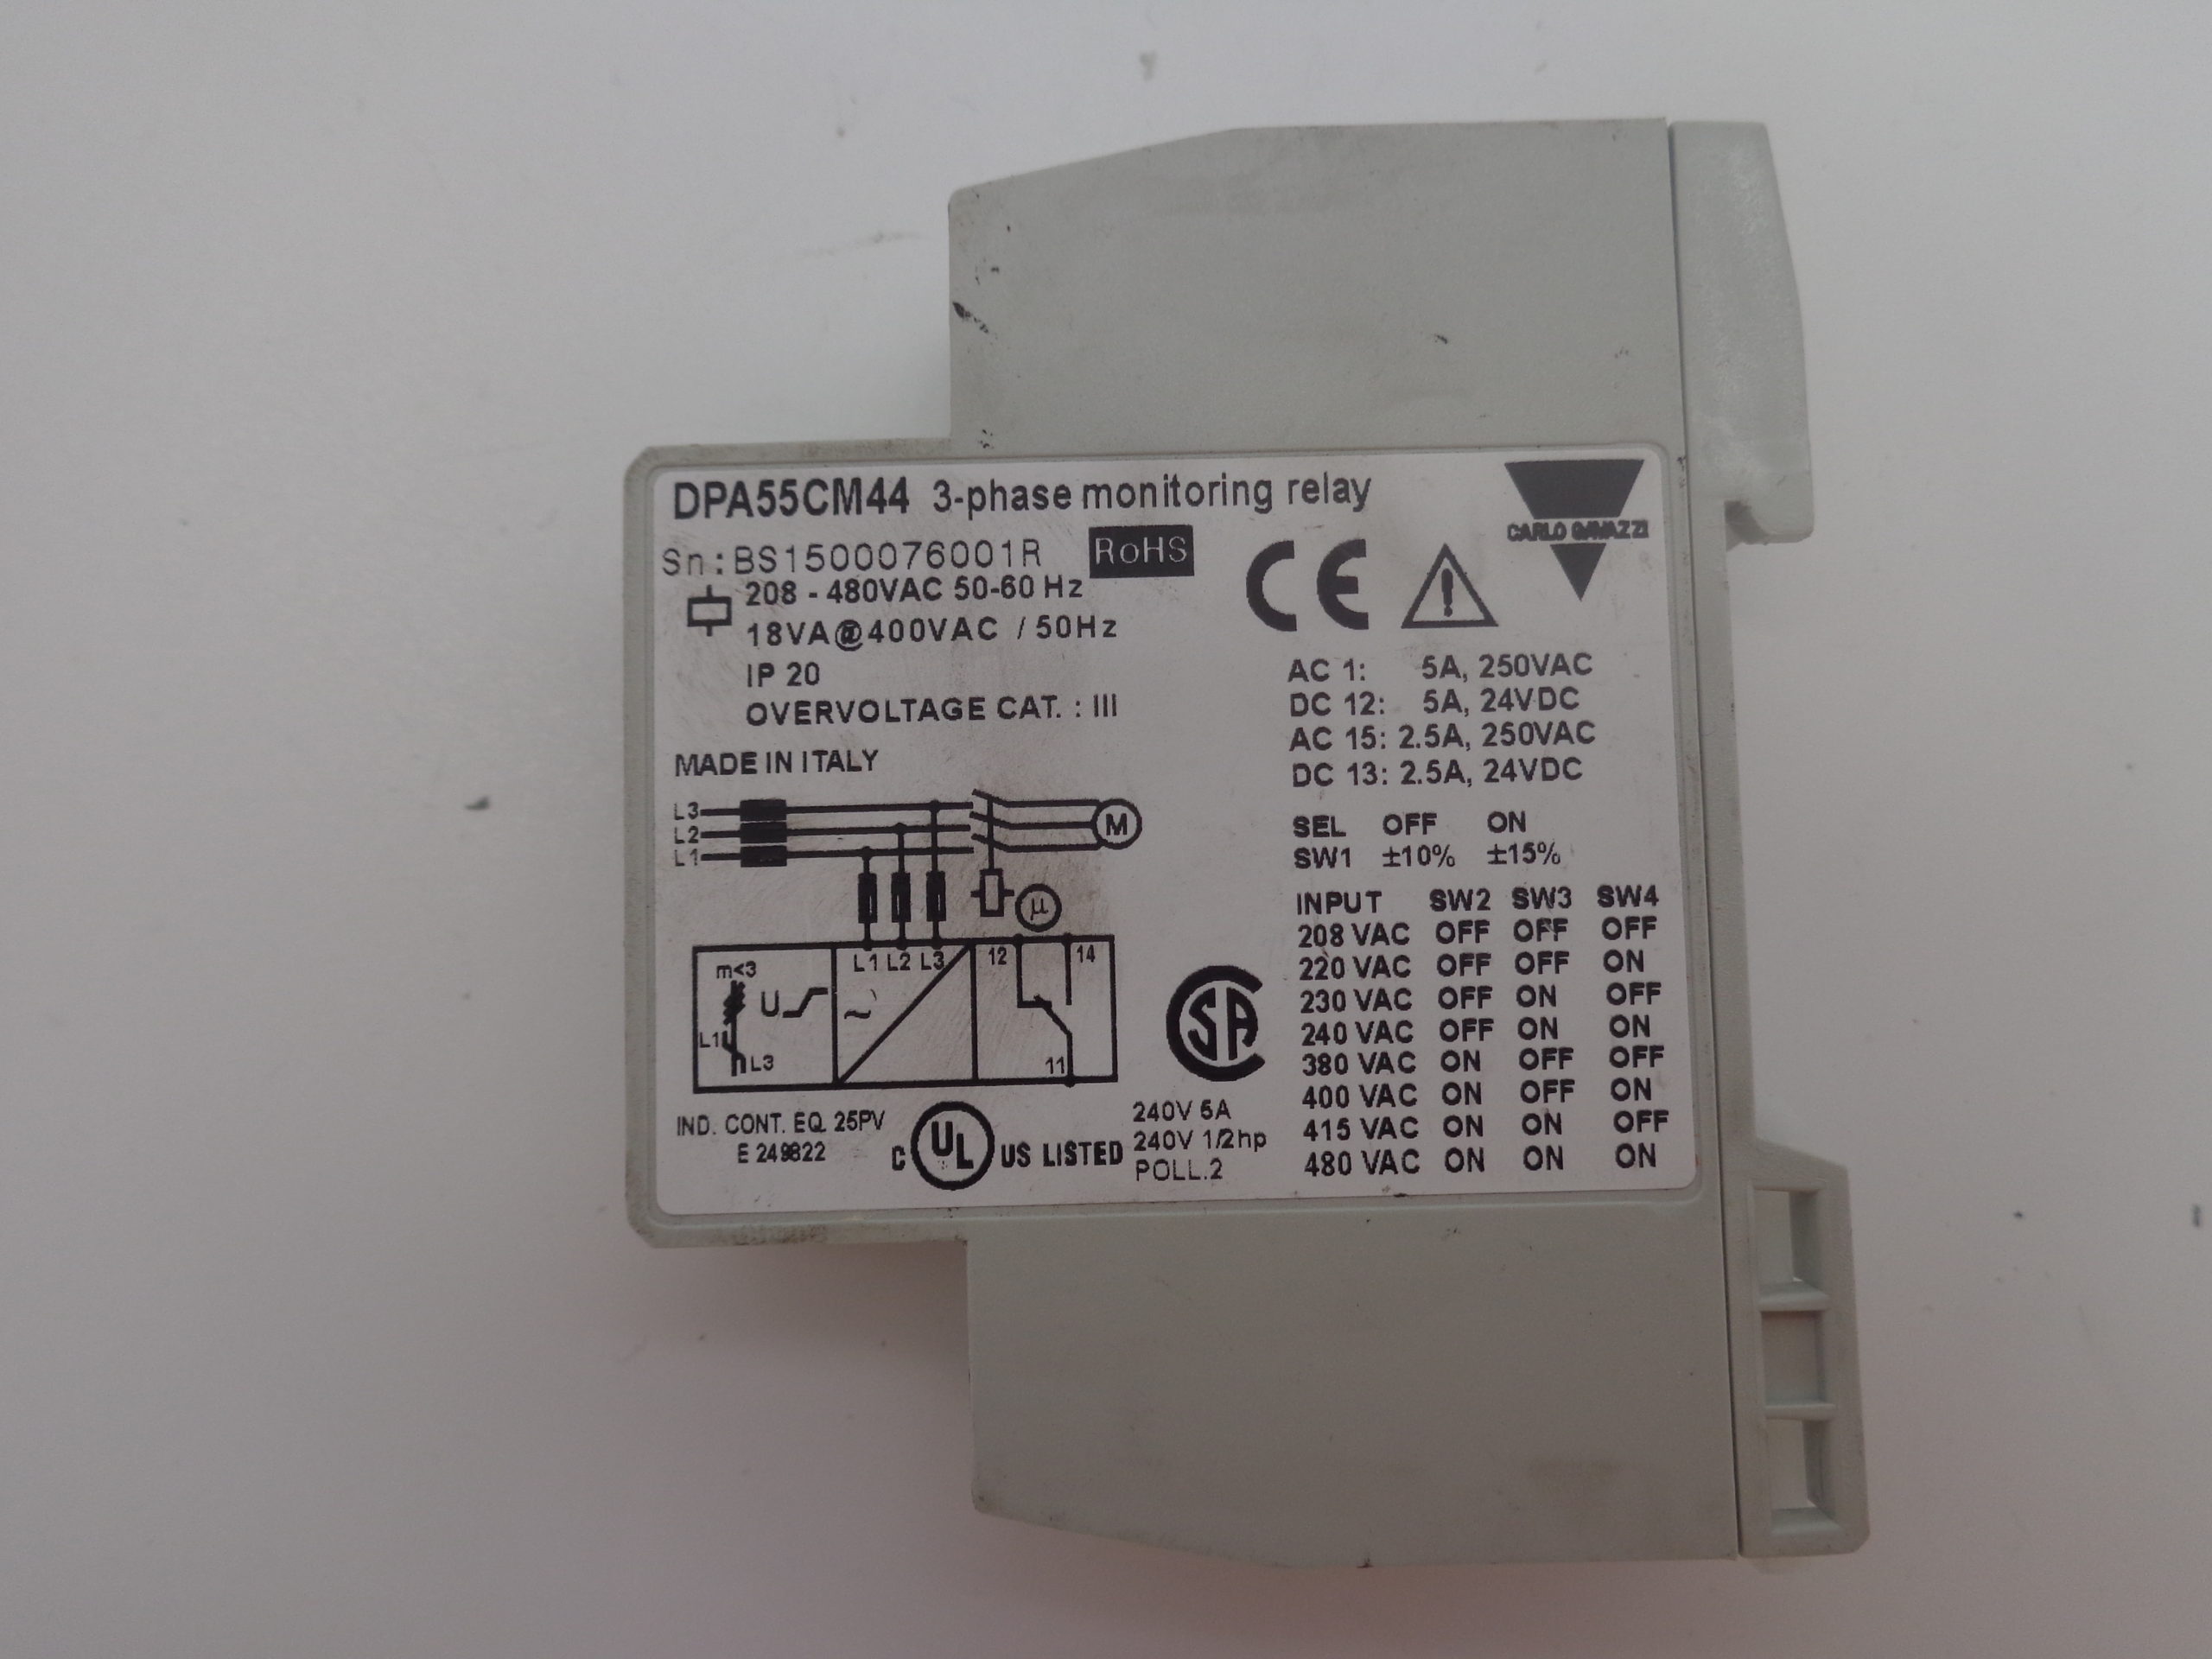 DPA55CM44 3-phase monitoring relay
CARLO GAVAZZI
Sn:BS1500076001R
RoHS
CE
208 - 480VAC 50-60 Hz
18VA@400VAC / 50Hz
IP 20
OVERVOLTAGE CAT. : III
MADE IN ITALY
AC 1: 5A, 250VAC
DC 12: 5A, 24VDC
AC 15: 2.5A, 250VAC
DC 13: 2.5A, 24VDC
L3
L2
L1
M
μ
L1 L2 L3
12
14
11
m<3
U
L1
L3
~
SEL OFF ON
SW1 ±10% ±15%
INPUT SW2 SW3 SW4
208 VAC OFF OFF OFF
220 VAC OFF OFF ON
230 VAC OFF ON OFF
240 VAC OFF ON ON
380 VAC ON OFF OFF
400 VAC ON OFF ON
415 VAC ON ON OFF
480 VAC ON ON ON
SA
IND. CONT. EQ. 25PV
E 249822
C UL US LISTED
240V 5A
240V 1/2hp
POLL.2